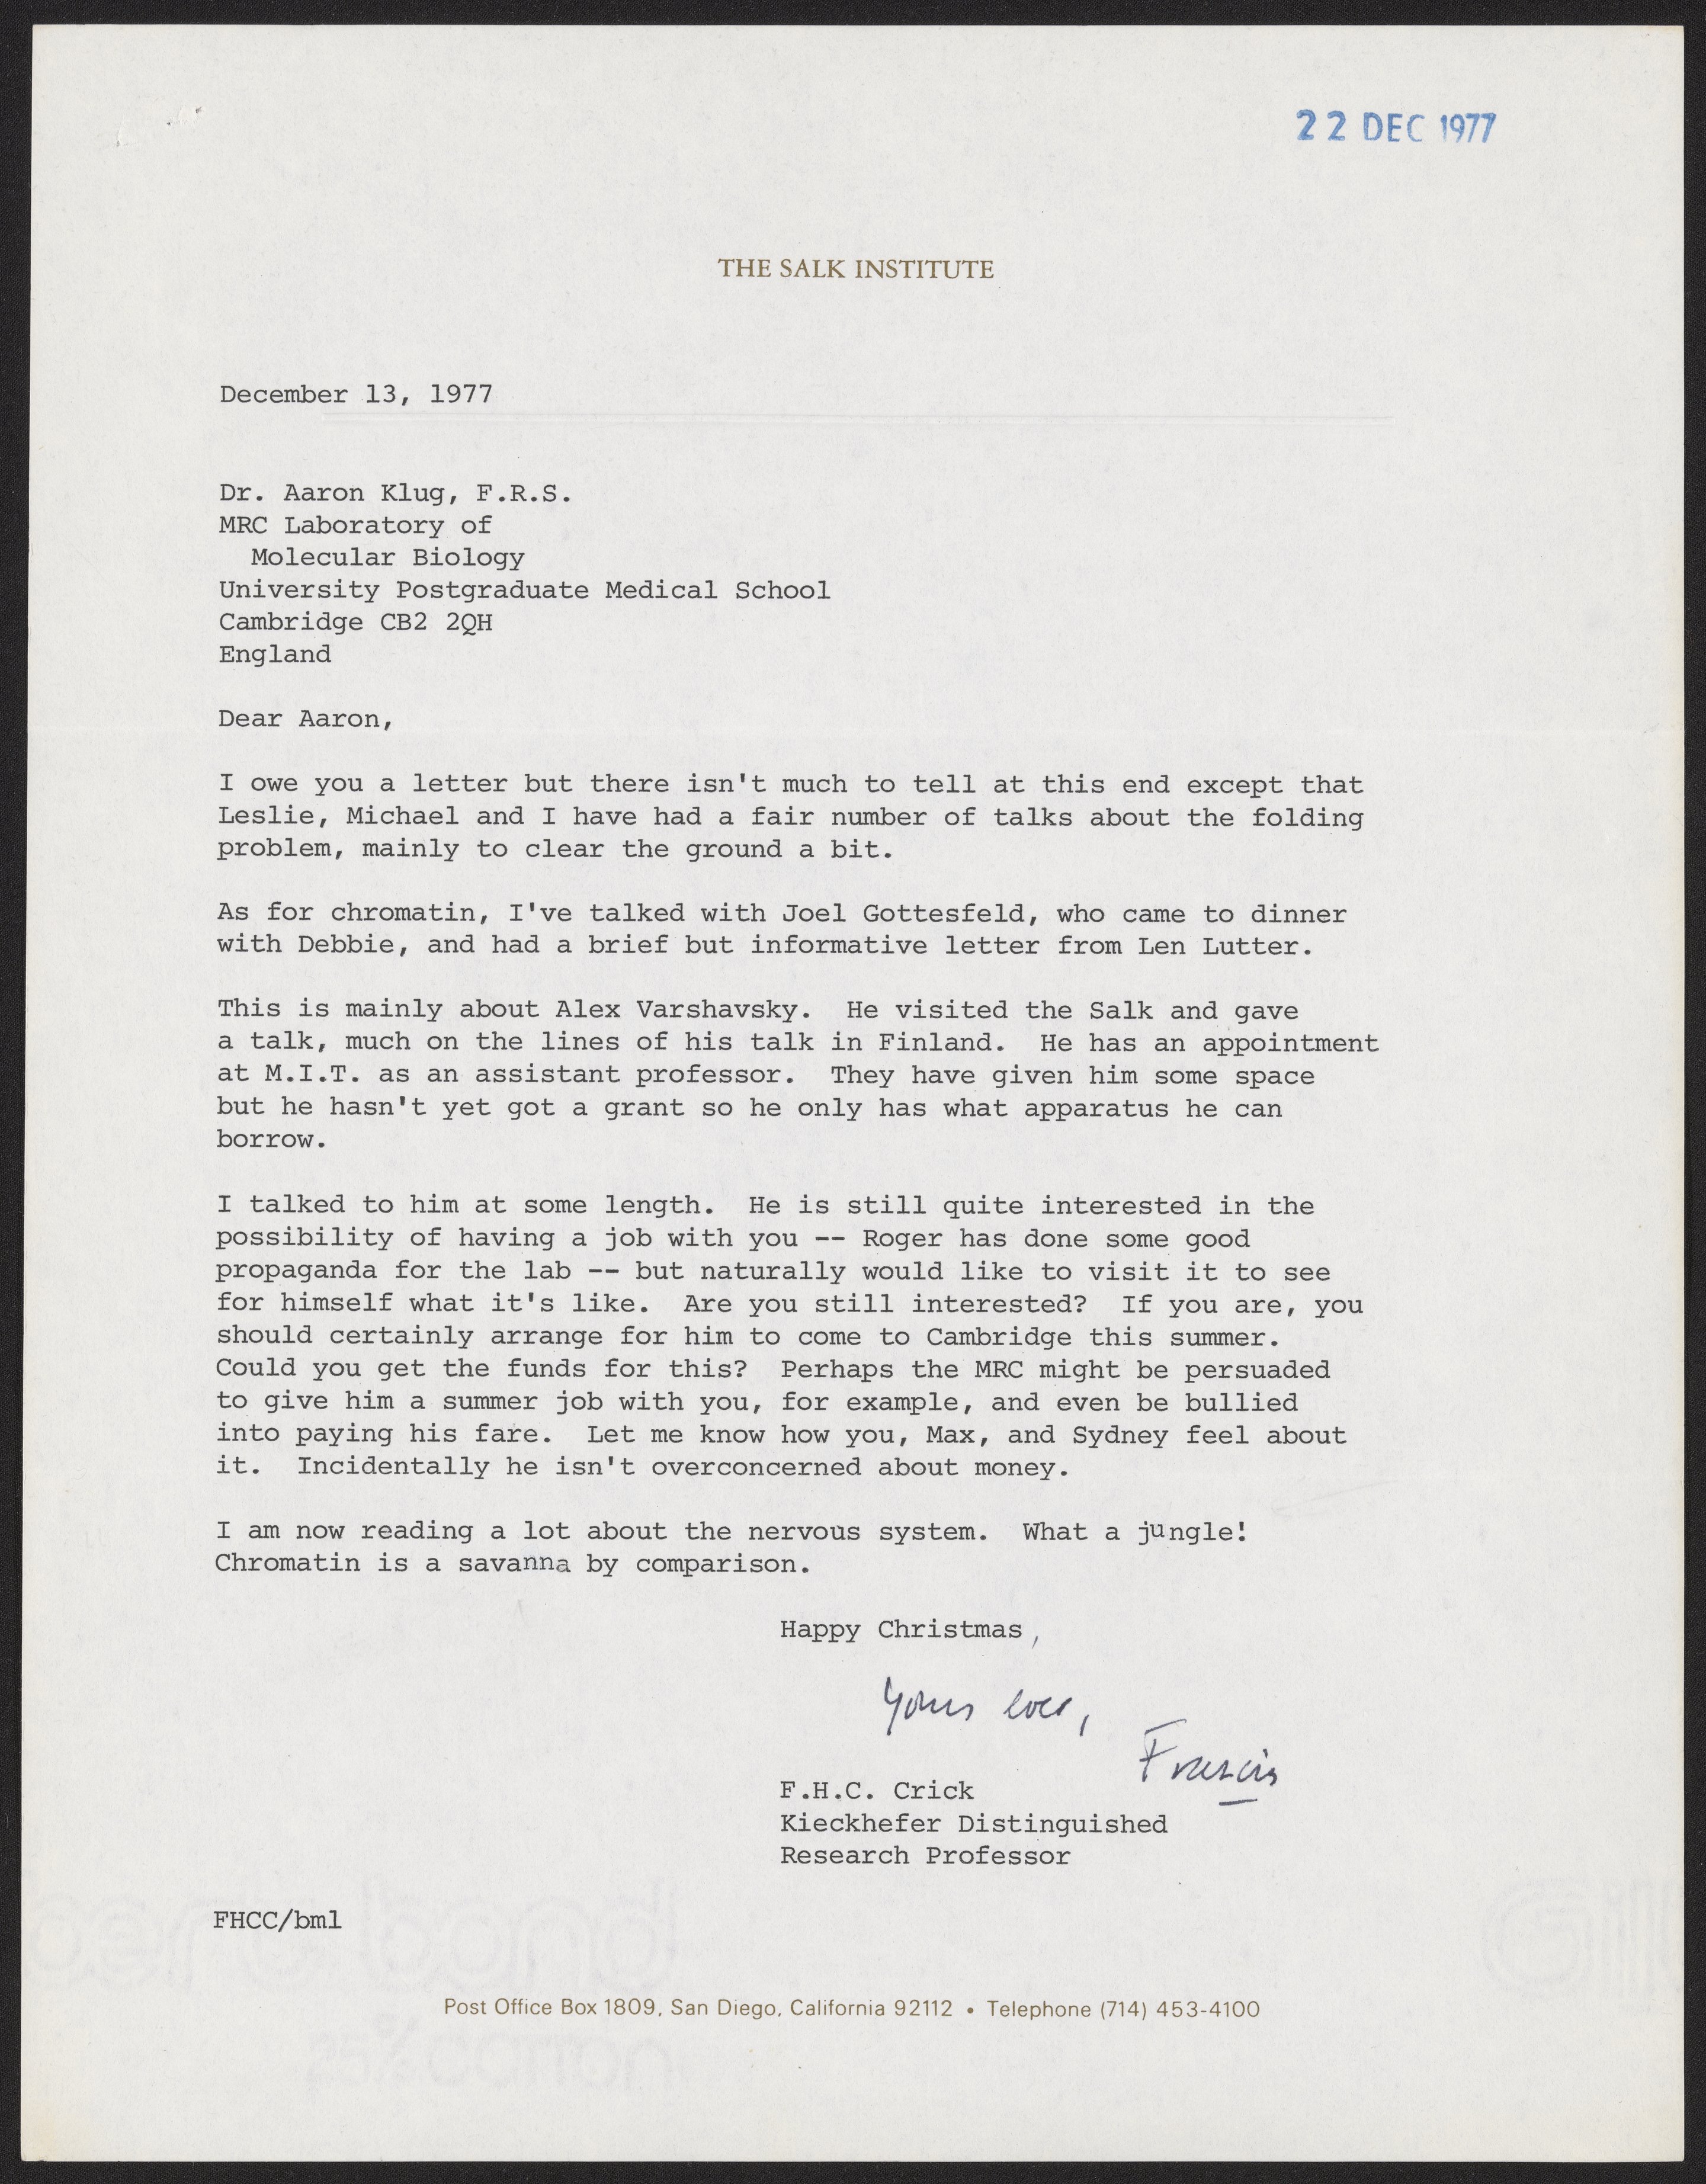 22 DEC 1977
THE SALK INSTITUTE
December 13, 1977
Dr. Aaron Klug, F.R.S.
MRC Laboratory of
Molecular Biology
University Postgraduate Medical School
Cambridge CB2 2QH
England
Dear Aaron,
I owe you a letter but there isn't much to tell at this end except that
Leslie, Michael and I have had a fair number of talks about the folding
problem, mainly to clear the ground a bit.
As for chromatin, I've talked with Joel Gottesfeld, who came to dinner
with Debbie, and had a brief but informative letter from Len Lutter.
This is mainly about Alex Varshavsky.  He visited the Salk and gave
a talk, much on the lines of his talk in Finland.  He has an appointment
at M.I.T. as an assistant professor.  They have given him some space
but he hasn't yet got a grant so he only has what apparatus he can
borrow.
I talked to him at some length.  He is still quite interested in the
possibility of having a job with you -- Roger has done some good
propaganda for the lab -- but naturally would like to visit it to see
for himself what it's like.  Are you still interested?  If you are, you
should certainly arrange for him to come to Cambridge this summer.
Could you get the funds for this?  Perhaps the MRC might be persuaded
to give him a summer job with you, for example, and even be bullied
into paying his fare.  Let me know how you, Max, and Sydney feel about
it.  Incidentally he isn't overconcerned about money.
I am now reading a lot about the nervous system.  What a jungle!
Chromatin is a savanna by comparison.
Happy Christmas,
Yours ever,
Francis
F.H.C. Crick
Kieckhefer Distinguished
Research Professor
FHCC/bml
Post Office Box 1809, San Diego, California 92112 • Telephone (714) 453-4100